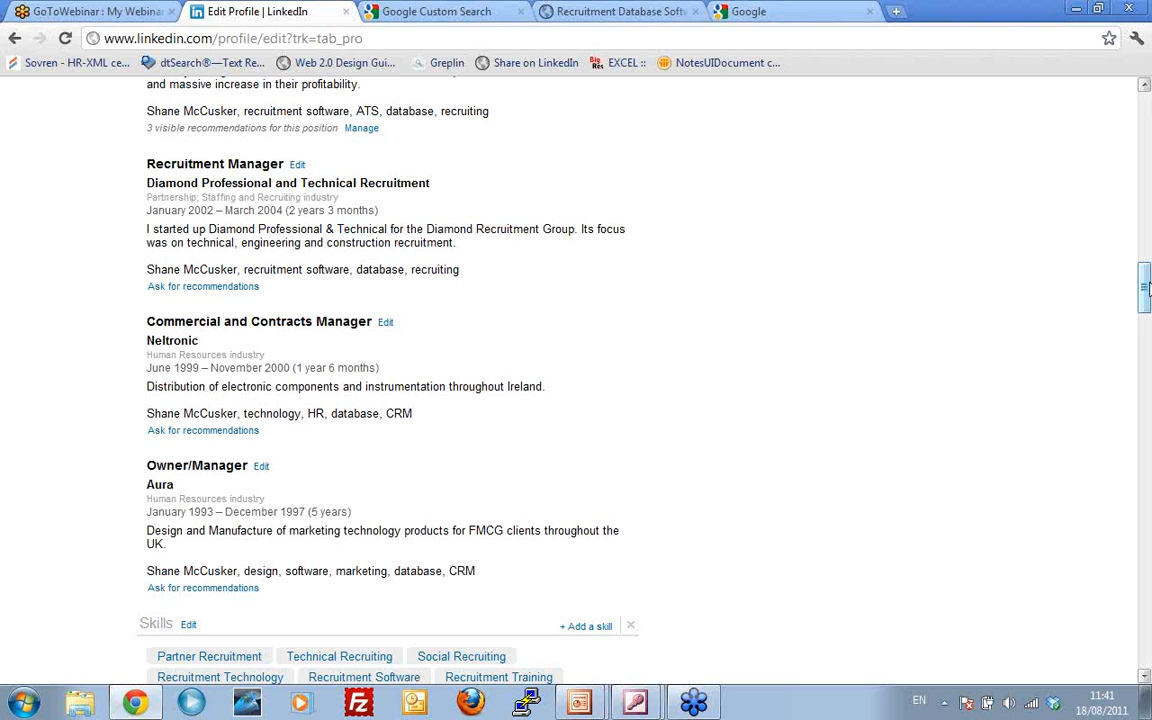 GoToWebinar : My Webinar
Edit Profile | LinkedIn
Google Custom Search
Recruitment Database Softw
Google
www.linkedin.com/profile/edit?trk=tab_pro
Sovren - HR-XML ce...
dtSearch®—Text Re...
Web 2.0 Design Gui...
Greplin
Share on LinkedIn
EXCEL ::
NotesUIDocument c...
and massive increase in their profitability.
Shane McCusker, recruitment software, ATS, database, recruiting
3 visible recommendations for this position Manage
Recruitment Manager Edit
Diamond Professional and Technical Recruitment
Partnership; Staffing and Recruiting industry
January 2002 – March 2004 (2 years 3 months)
I started up Diamond Professional & Technical for the Diamond Recruitment Group. Its focus
was on technical, engineering and construction recruitment.
Shane McCusker, recruitment software, database, recruiting
Ask for recommendations
Commercial and Contracts Manager Edit
Neltronic
Human Resources industry
June 1999 – November 2000 (1 year 6 months)
Distribution of electronic components and instrumentation throughout Ireland.
Shane McCusker, technology, HR, database, CRM
Ask for recommendations
Owner/Manager Edit
Aura
Human Resources industry
January 1993 – December 1997 (5 years)
Design and Manufacture of marketing technology products for FMCG clients throughout the
UK.
Shane McCusker, design, software, marketing, database, CRM
Ask for recommendations
Skills Edit
+ Add a skill
Partner Recruitment
Technical Recruiting
Social Recruiting
Recruitment Technology
Recruitment Software
Recruitment Training
EN
11:41
18/08/2011